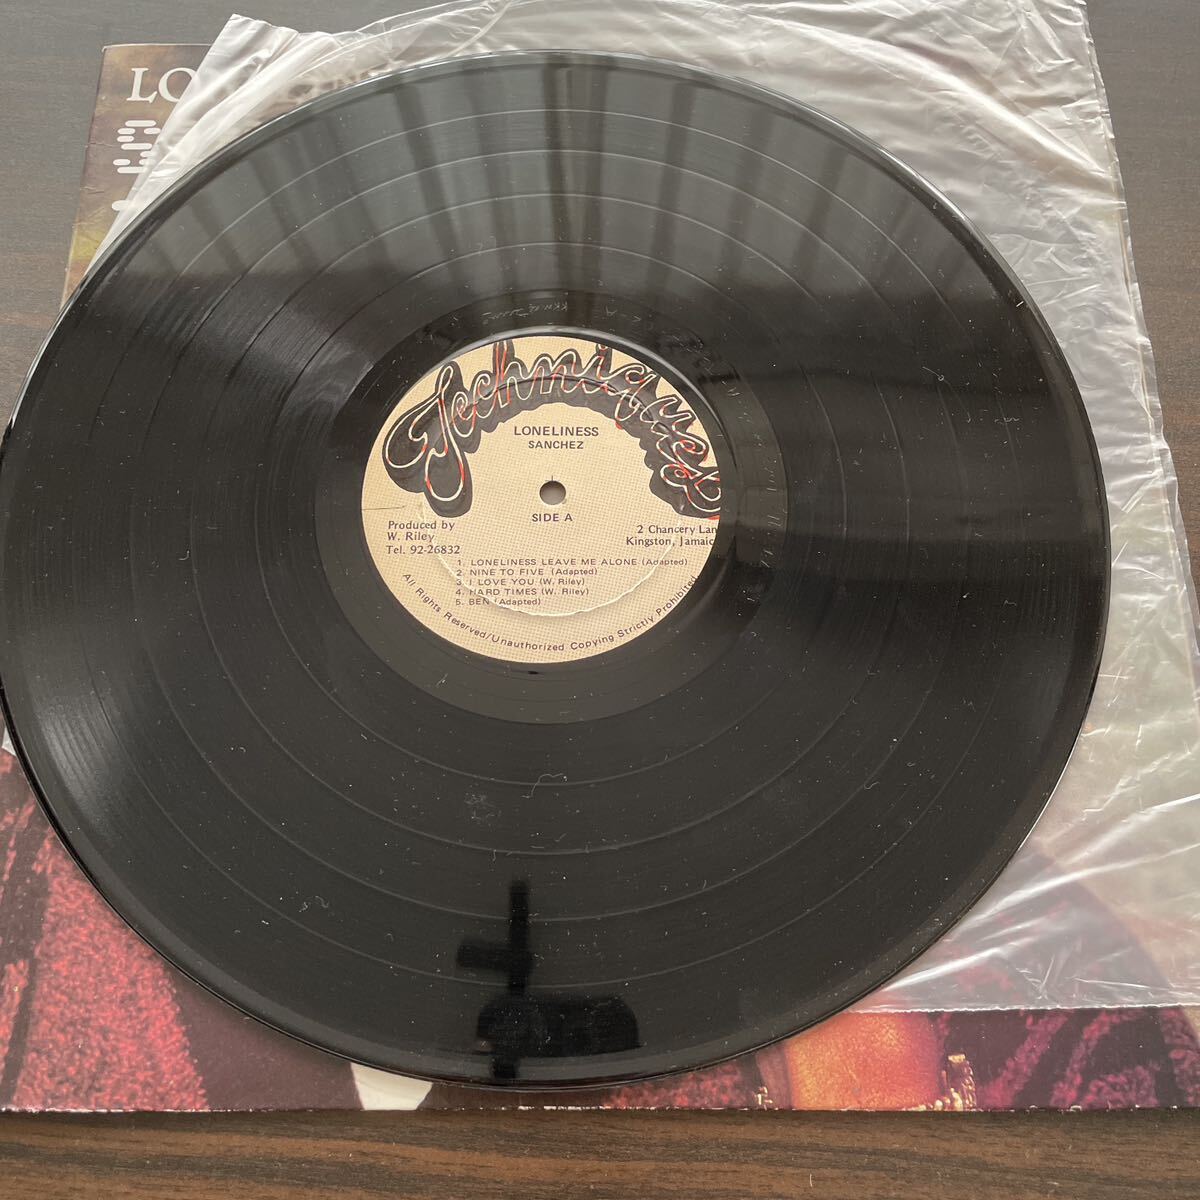 Techniques
LONELINESS
SANCHEZ
SIDE A
Produced by
W. Riley
Tel. 92-26832
2 Chancery Lan
Kingston, Jamaic
1. LONELINESS LEAVE ME ALONE (Adapted)
2. NINE TO FIVE (Adapted)
3. I LOVE YOU (W. Riley)
4. HARD TIMES (W. Riley)
5. BEN (Adapted)
All Rights Reserved/Unauthorized Copying Strictly Prohibited